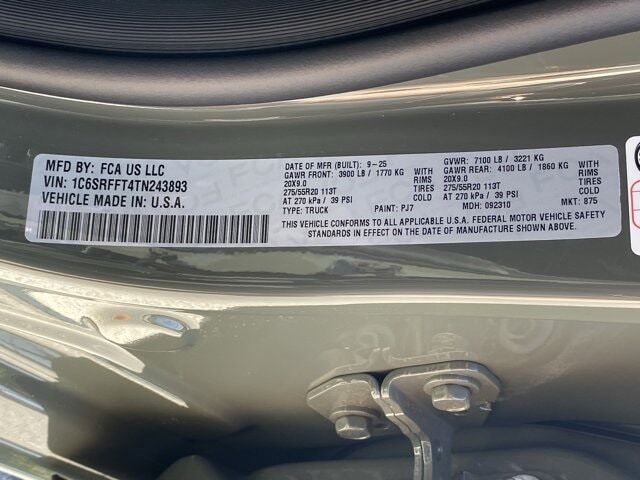 MFD BY: FCA US LLC
VIN: 1C6SRFFT4TN243893
VEHICLE MADE IN: U.S.A.
DATE OF MFR (BUILT): 9-25
GAWR FRONT: 3900 LB / 1770 KG WITH
20X9.0 RIMS
275/55R20 113T TIRES
AT 270 kPa / 39 PSI COLD
TYPE: TRUCK PAINT: PJ7
GVWR: 7100 LB / 3221 KG
GAWR REAR: 4100 LB / 1860 KG WITH
20X9.0 RIMS
275/55R20 113T TIRES
AT 270 kPa / 39 PSI COLD
MDH: 092310 MKT: 875
THIS VEHICLE CONFORMS TO ALL APPLICABLE U.S.A. FEDERAL MOTOR VEHICLE SAFETY
STANDARDS IN EFFECT ON THE DATE OF MANUFACTURE SHOWN ABOVE.